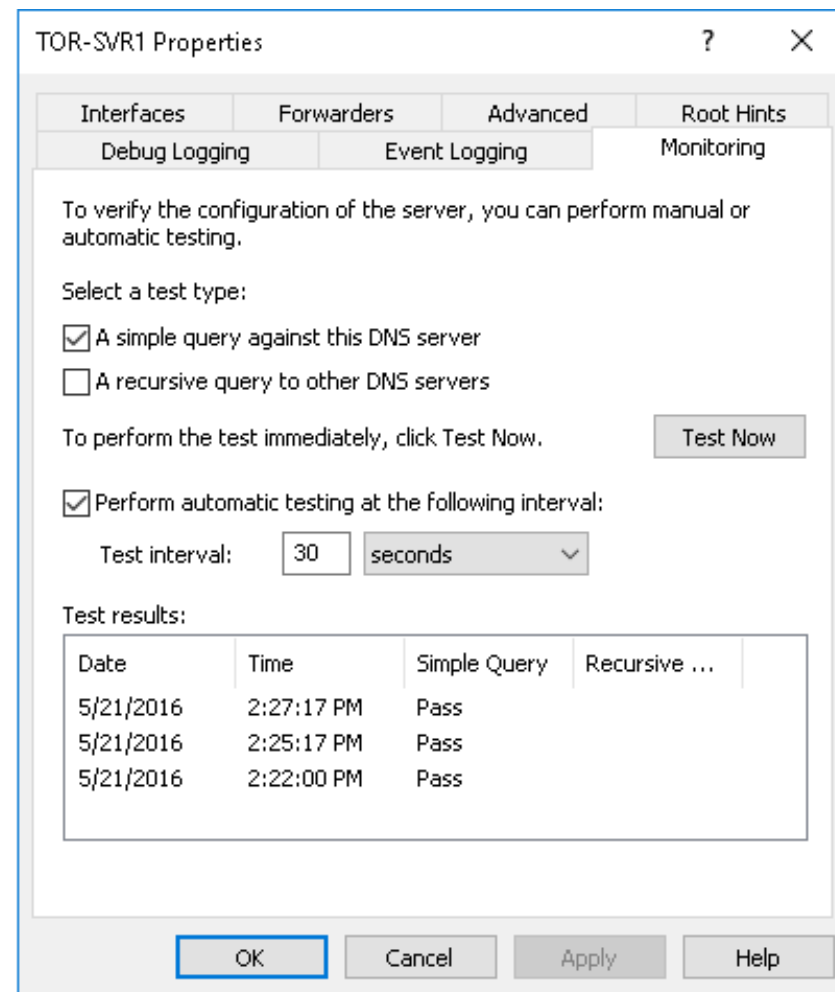 TOR-SVR1 Properties ? ×
Interfaces Forwarders Advanced Root Hints
Debug Logging Event Logging Monitoring
To verify the configuration of the server, you can perform manual or
automatic testing.
Select a test type:
A simple query against this DNS server
A recursive query to other DNS servers
To perform the test immediately, click Test Now. Test Now
Perform automatic testing at the following interval:
Test interval: 30 seconds
Test results:
Date Time Simple Query Recursive ...
5/21/2016 2:27:17 PM Pass
5/21/2016 2:25:17 PM Pass
5/21/2016 2:22:00 PM Pass
OK Cancel Apply Help